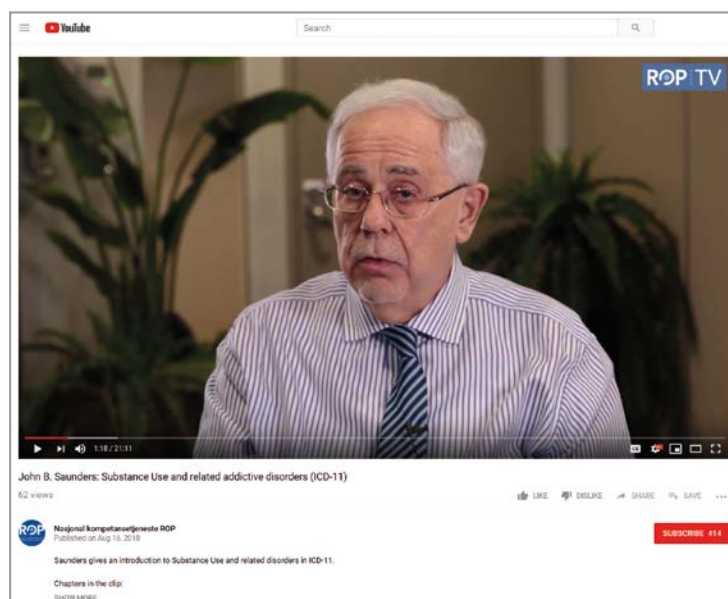 YouTube
Search
ROP TV
1:18 / 21:11
John B. Saunders: Substance Use and related addictive disorders (ICD-11)
62 views
LIKE
DISLIKE
SHARE
SAVE
ROP
Nasjonal kompetansetjeneste ROP
Published on Aug 16, 2018
SUBSCRIBE 414
Saunders gives an introduction to Substance Use and related disorders in ICD-11.
Chapters in the clip:
SHOW MORE